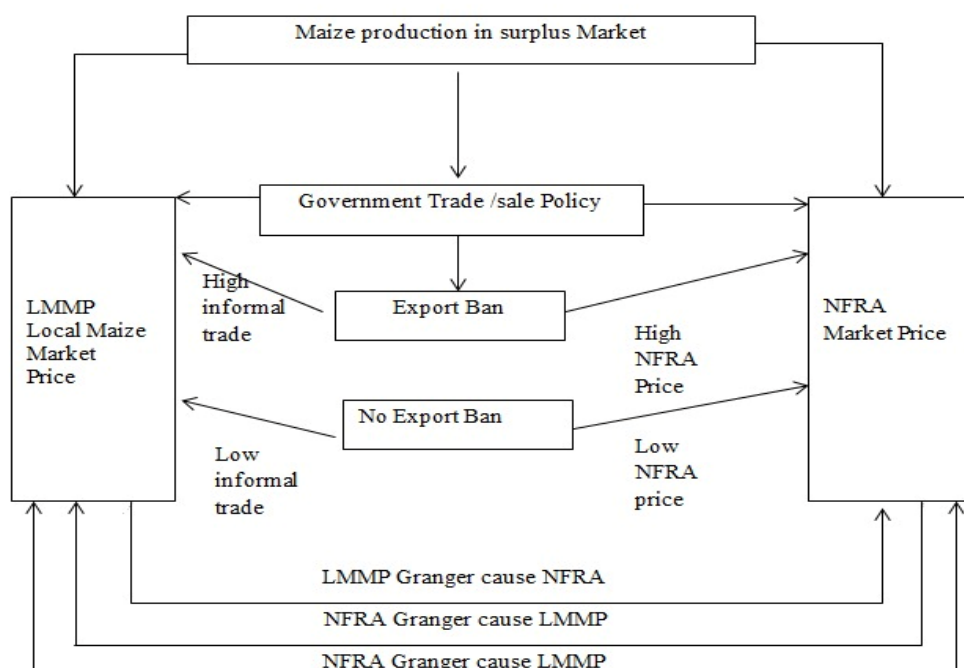 Maize production in surplus Market
Government Trade /sale Policy
High
informal
trade
Export Ban
LMMP
Local Maize
Market
Price
NFRA
Market Price
High
NFRA
Price
No Export Ban
Low
informal
trade
Low
NFRA
price
LMMP Granger cause NFRA
NFRA Granger cause LMMP
NFRA Granger cause LMMP